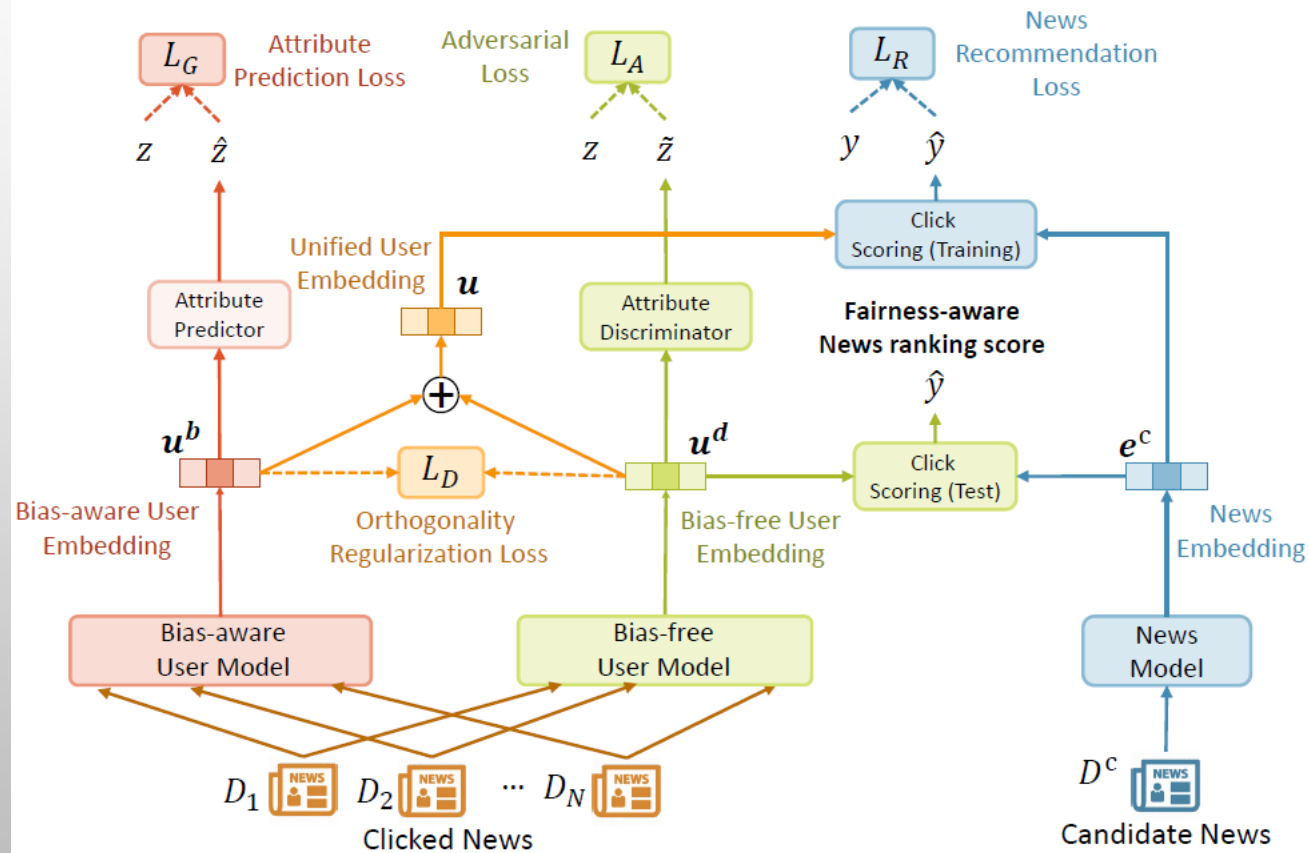 L_G
Attribute
Prediction Loss
Adversarial
Loss
L_A
L_R
News
Recommendation
Loss
z ẑ
z z̃
y ŷ
Click
Scoring (Training)
Unified User
Embedding
u
Attribute
Predictor
Attribute
Discriminator
Fairness-aware
News ranking score
ŷ
+
u^b
L_D
u^d
Click
Scoring (Test)
e^c
Bias-aware User
Embedding
Orthogonality
Regularization Loss
Bias-free User
Embedding
News
Embedding
Bias-aware
User Model
Bias-free
User Model
News
Model
D_1 NEWS D_2 NEWS ... D_N NEWS
Clicked News
D^c NEWS
Candidate News